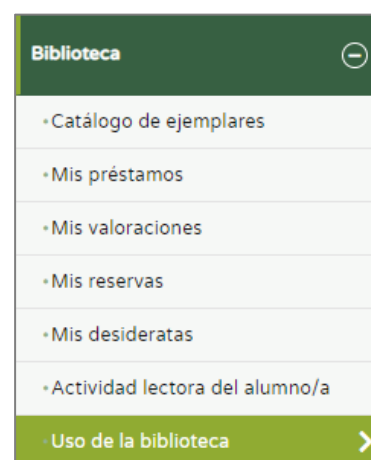 Biblioteca
Catálogo de ejemplares
Mis préstamos
Mis valoraciones
Mis reservas
Mis desideratas
Actividad lectora del alumno/a
Uso de la biblioteca